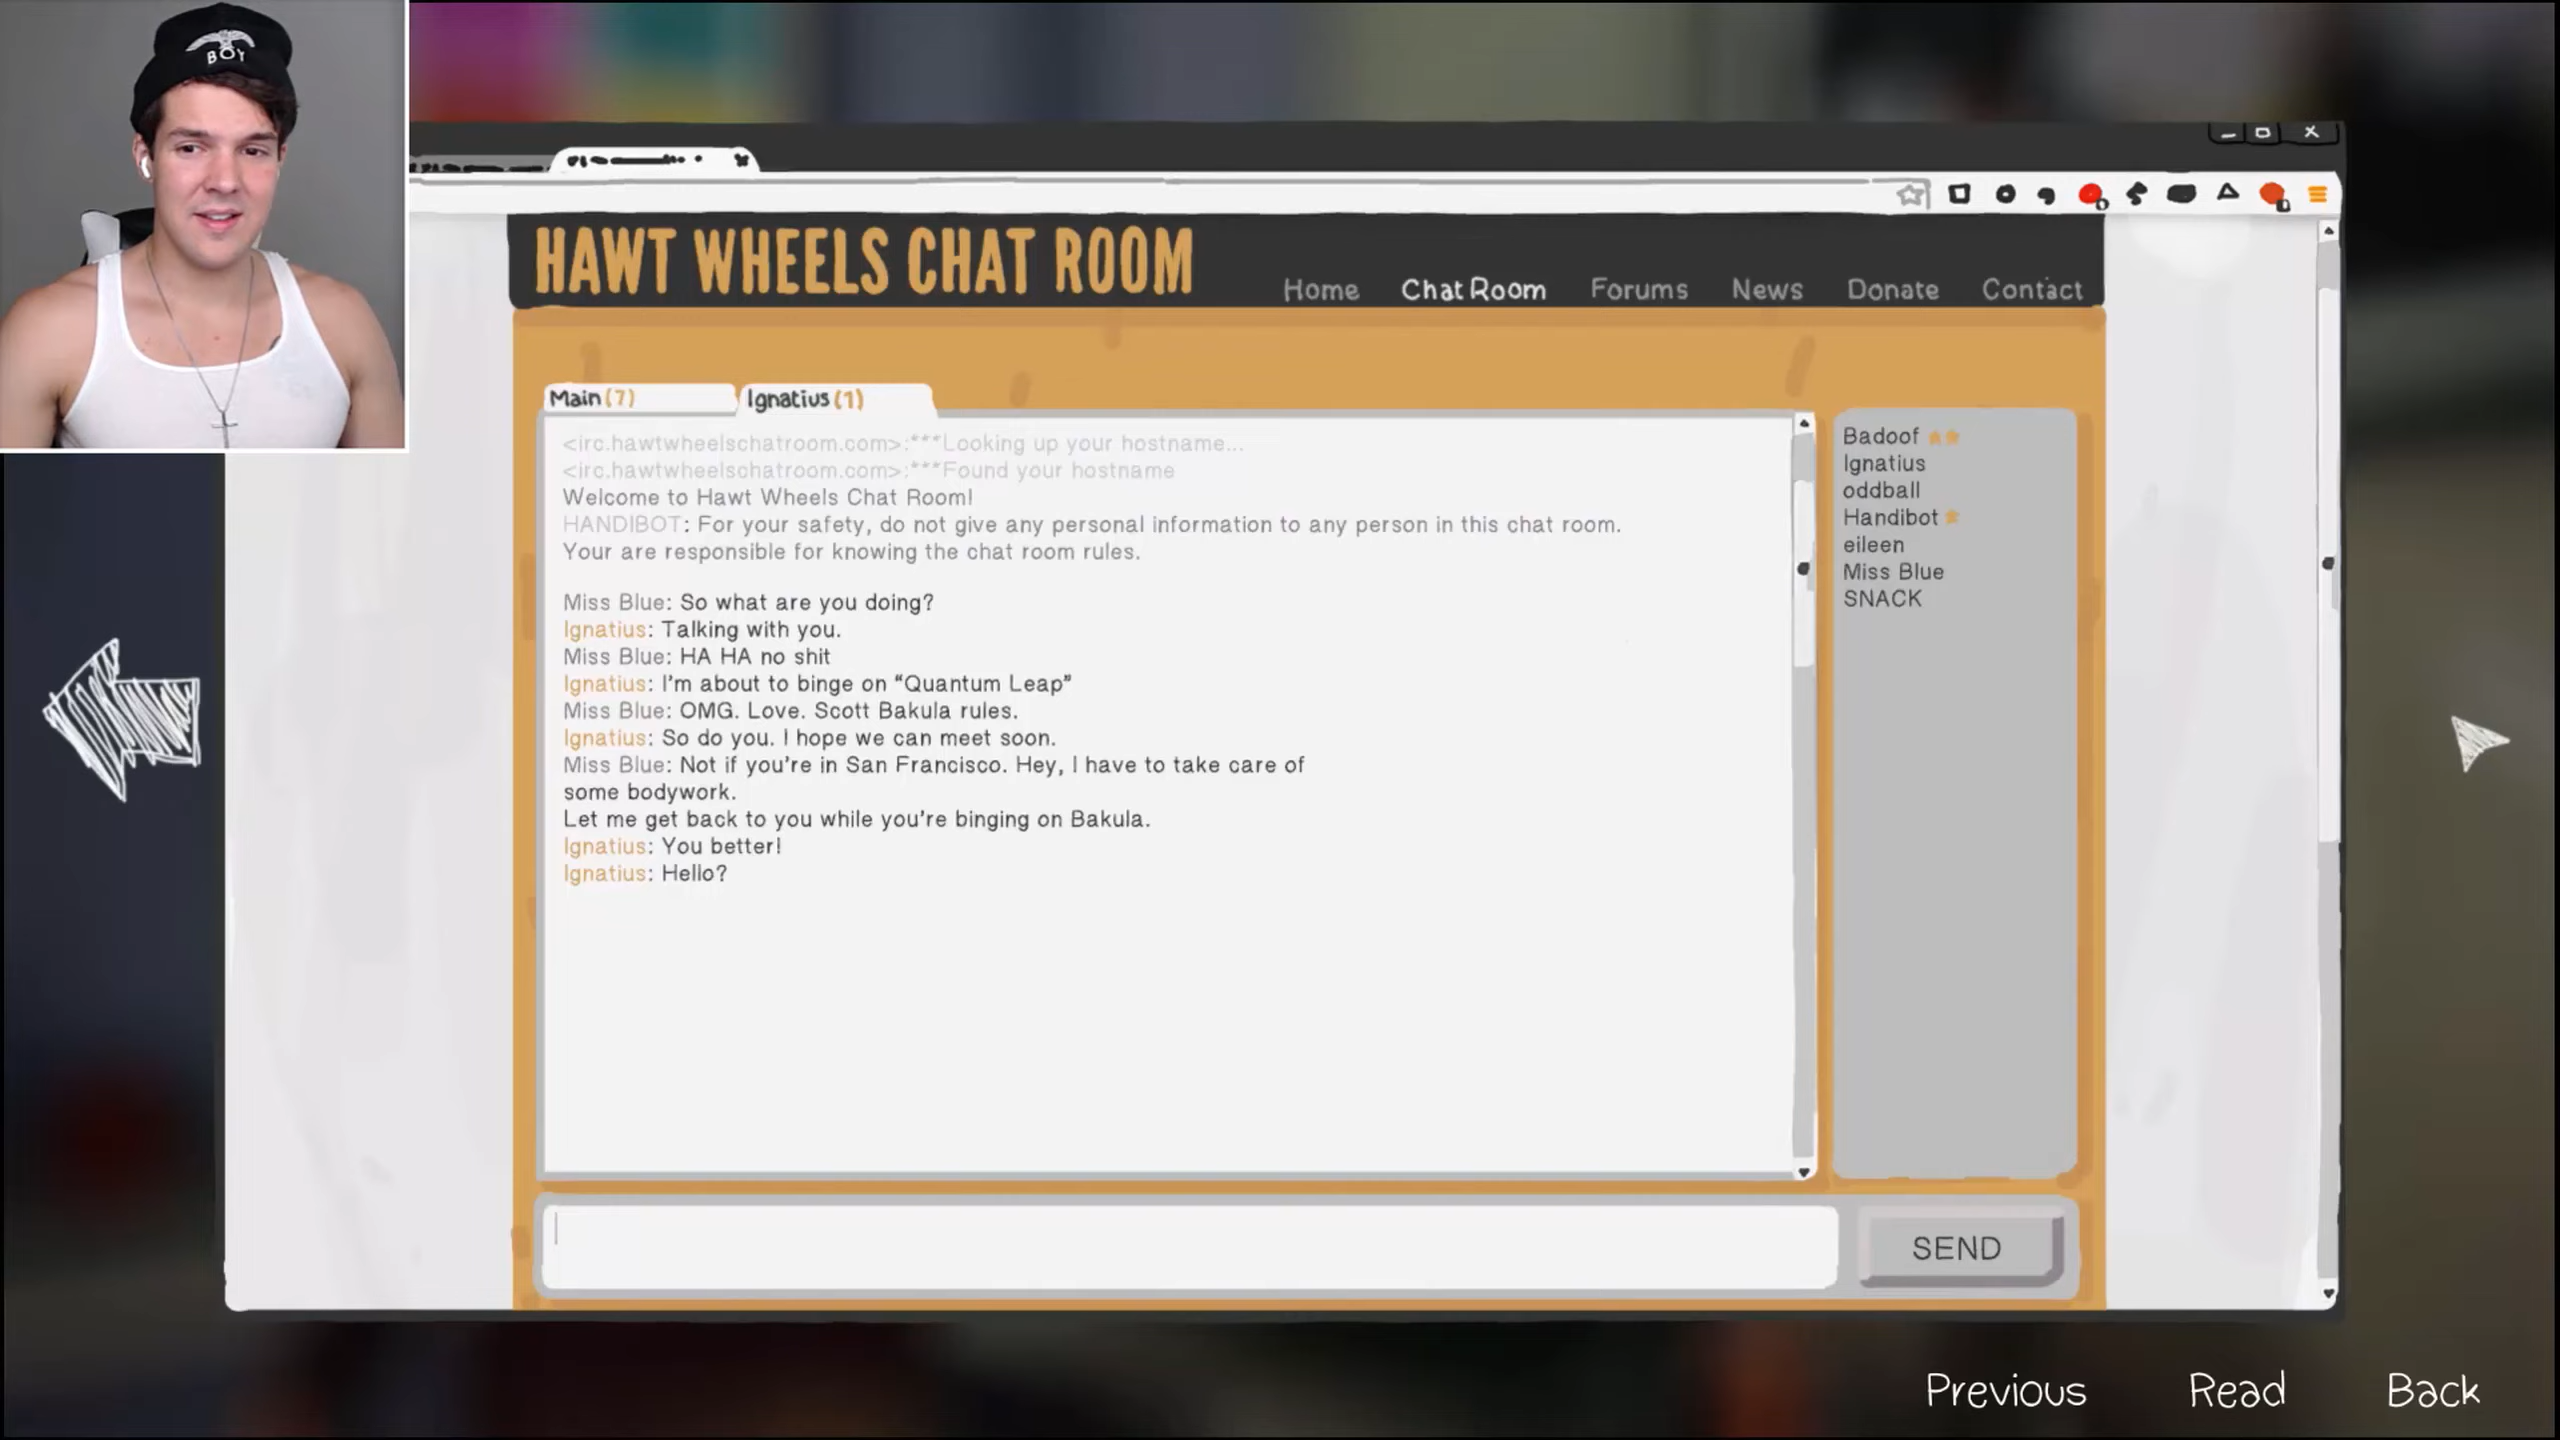 BOY
HAWT WHEELS CHAT ROOM
Home Chat Room Forums News Donate Contact
Main (7) Ignatius (1)
<irc.hawtwheelschatroom.com>:***Looking up your hostname...
<irc.hawtwheelschatroom.com>:***Found your hostname
Welcome to Hawt Wheels Chat Room!
HANDIBOT: For your safety, do not give any personal information to any person in this chat room.
Your are responsible for knowing the chat room rules.
Miss Blue: So what are you doing?
Ignatius: Talking with you.
Miss Blue: HA HA no shit
Ignatius: I'm about to binge on “Quantum Leap”
Miss Blue: OMG. Love. Scott Bakula rules.
Ignatius: So do you. I hope we can meet soon.
Miss Blue: Not if you're in San Francisco. Hey, I have to take care of
some bodywork.
Let me get back to you while you're binging on Bakula.
Ignatius: You better!
Ignatius: Hello?
Badoof
Ignatius
oddball
Handibot
eileen
Miss Blue
SNACK
SEND
Previous Read Back